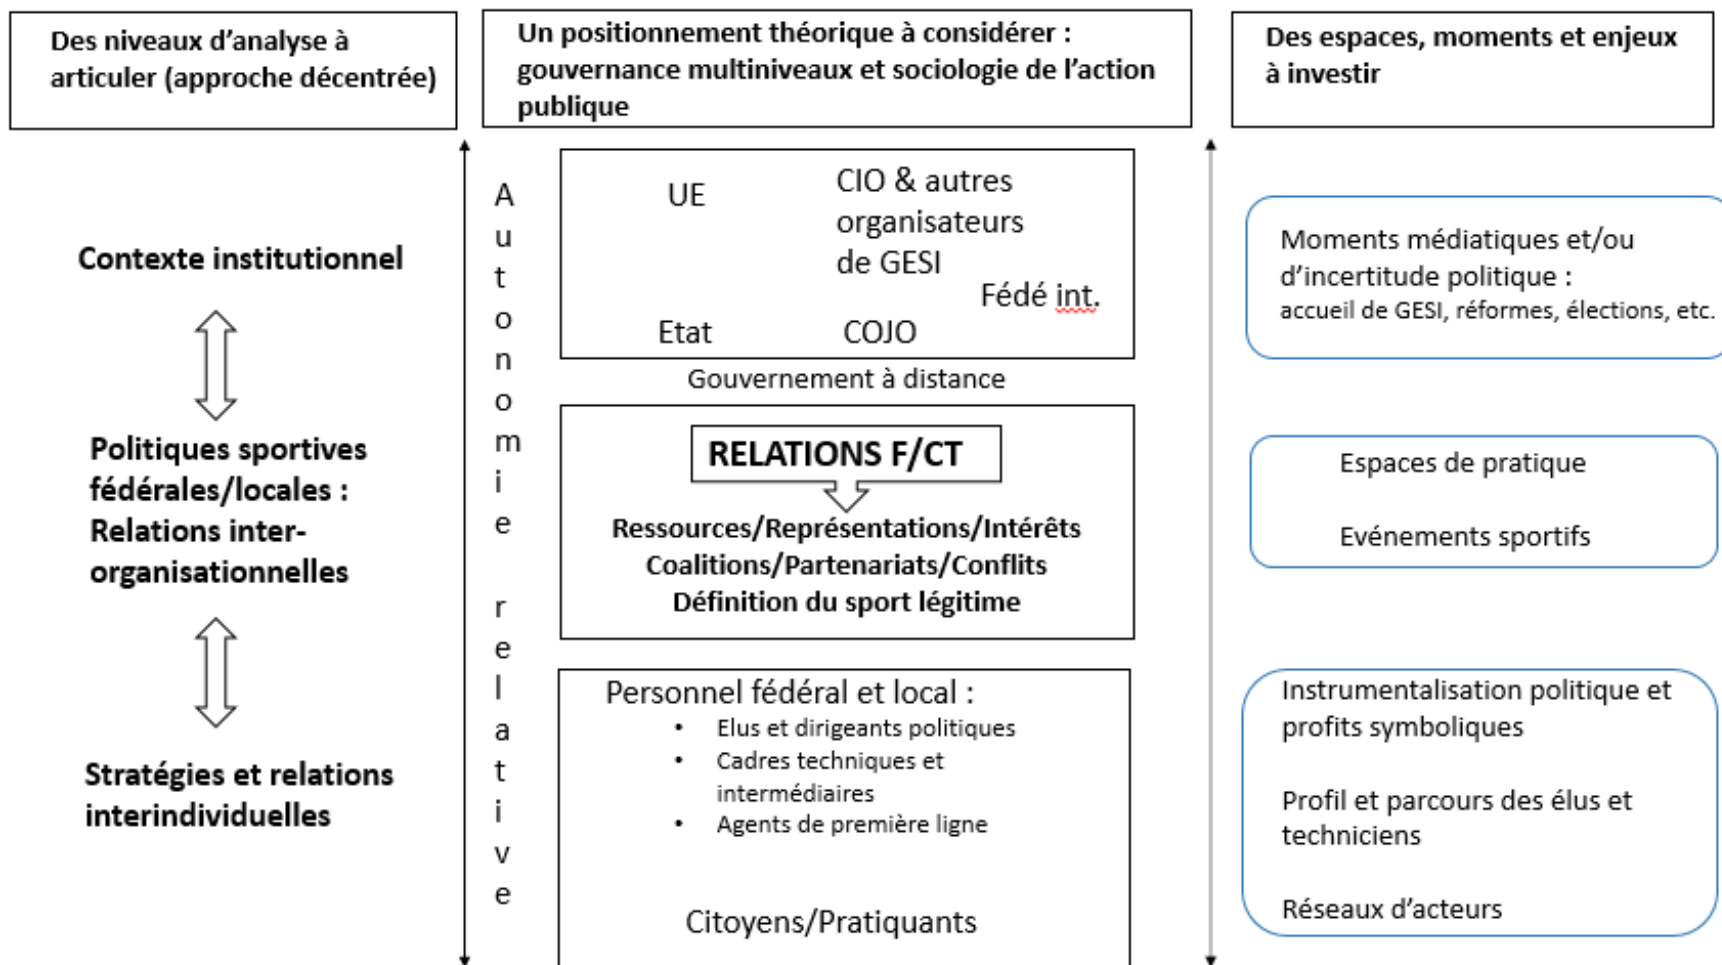 Des niveaux d'analyse à
articuler (approche décentrée)
Un positionnement théorique à considérer :
gouvernance multiniveaux et sociologie de l'action
publique
Des espaces, moments et enjeux
à investir
Contexte institutionnel
Politiques sportives
fédérales/locales :
Relations inter-
organisationnelles
Stratégies et relations
interindividuelles
Autonomie relative
UE
CIO & autres
organisateurs
de GESI
Fédé int.
Etat
COJO
Gouvernement à distance
RELATIONS F/CT
Ressources/Représentations/Intérêts
Coalitions/Partenariats/Conflits
Définition du sport légitime
Personnel fédéral et local :
• Elus et dirigeants politiques
• Cadres techniques et
intermédiaires
• Agents de première ligne
Citoyens/Pratiquants
Moments médiatiques et/ou
d'incertitude politique :
accueil de GESI, réformes, élections, etc.
Espaces de pratique
Evénements sportifs
Instrumentalisation politique et
profits symboliques
Profil et parcours des élus et
techniciens
Réseaux d'acteurs